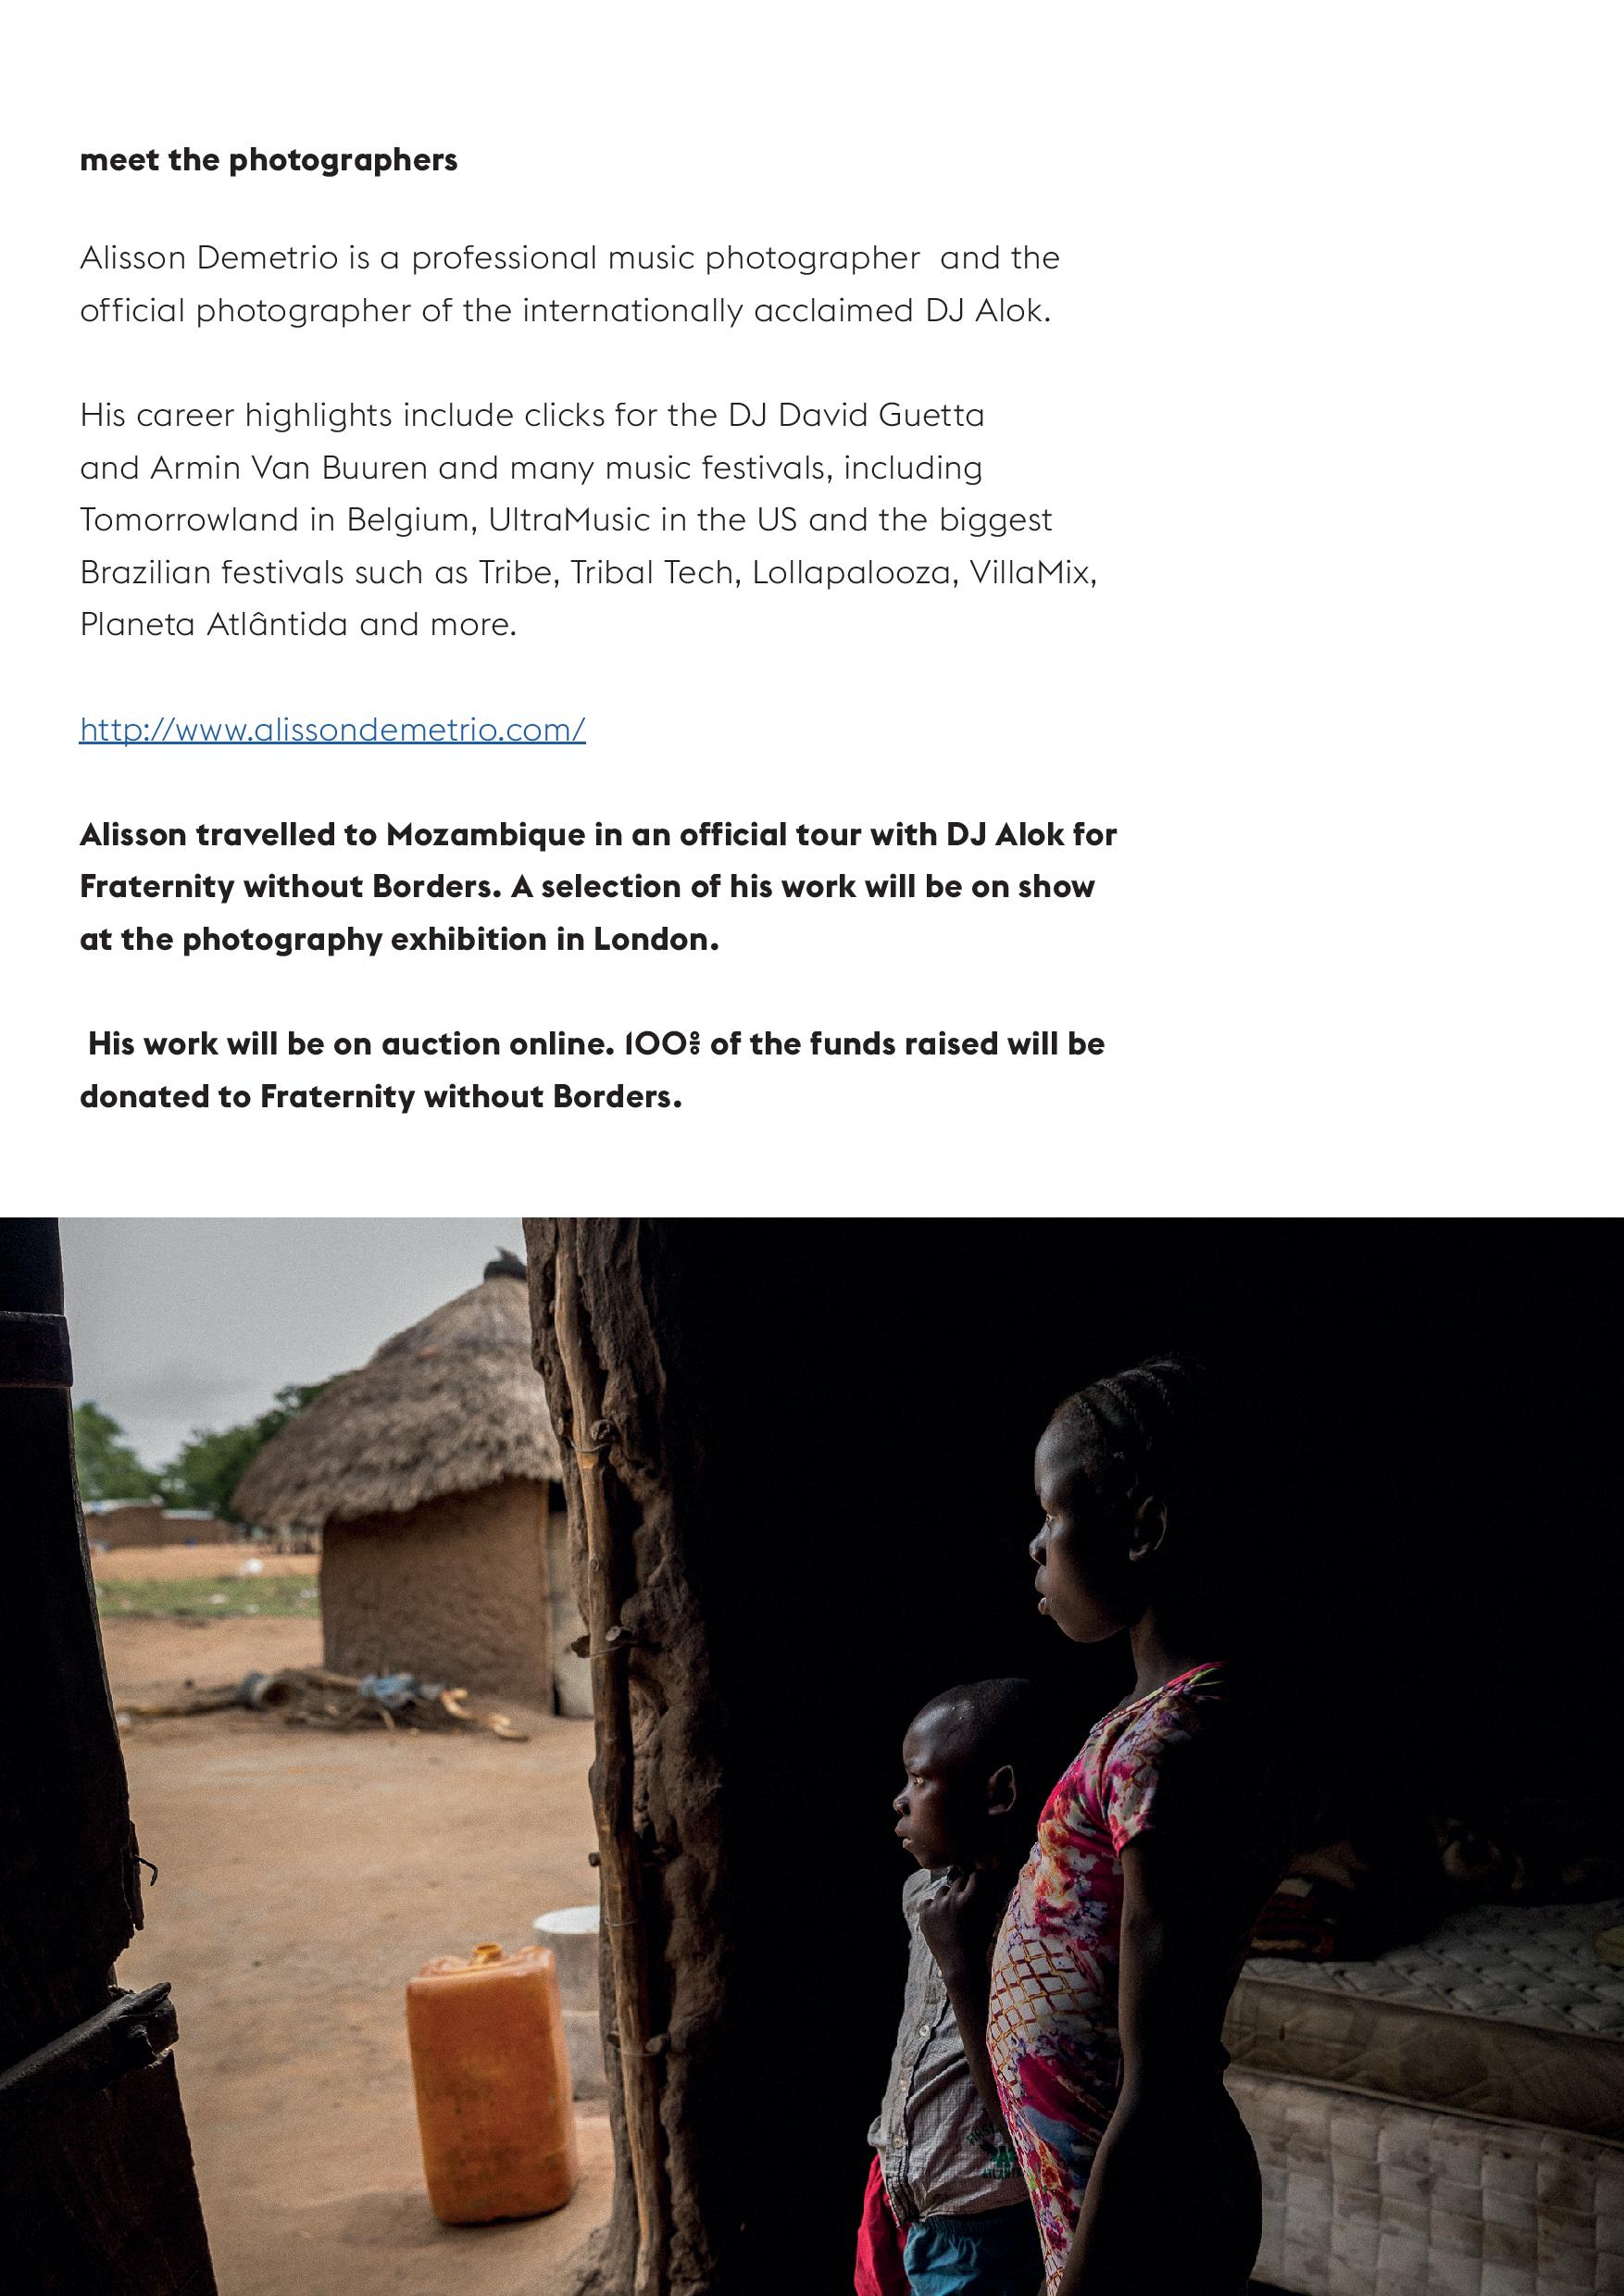 meet the photographers
Alisson Demetrio is a professional music photographer  and the
official photographer of the internationally acclaimed DJ Alok.
His career highlights include clicks for the DJ David Guetta
and Armin Van Buuren and many music festivals, including
Tomorrowland in Belgium, UltraMusic in the US and the biggest
Brazilian festivals such as Tribe, Tribal Tech, Lollapalooza, VillaMix,
Planeta Atlântida and more.
http://www.alissondemetrio.com/
Alisson travelled to Mozambique in an official tour with DJ Alok for
Fraternity without Borders. A selection of his work will be on show
at the photography exhibition in London.
His work will be on auction online. 100% of the funds raised will be
donated to Fraternity without Borders.